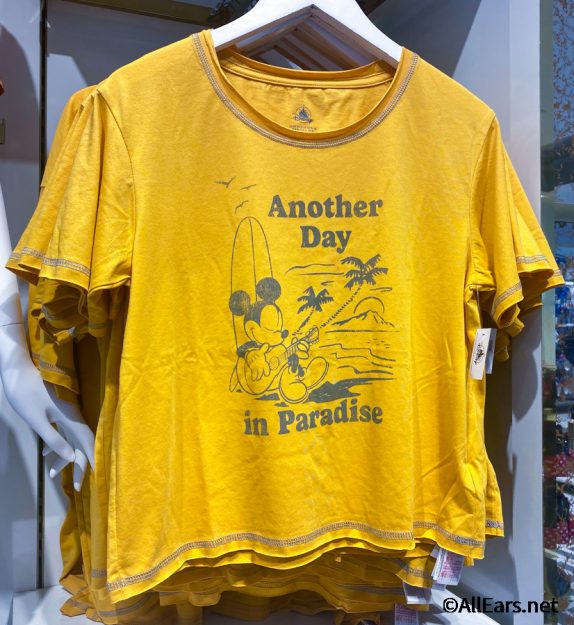 Another
Day
in Paradise
©AllEars.net